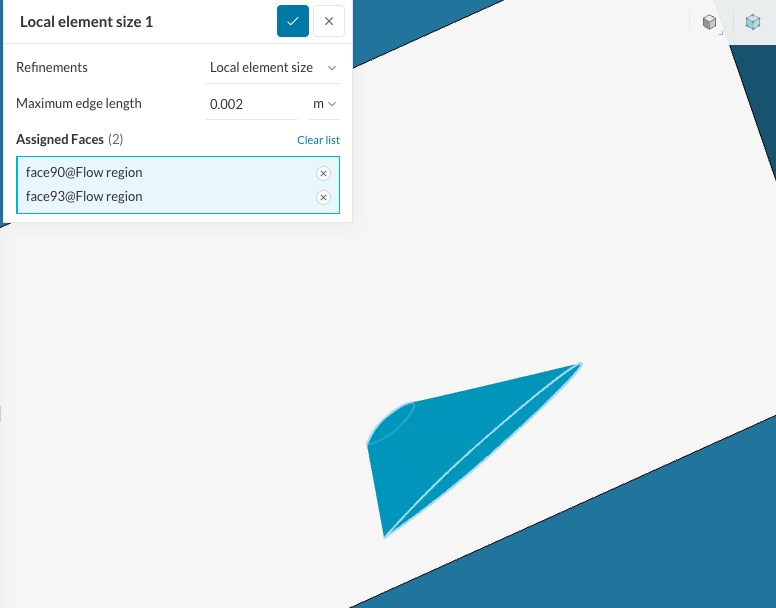 Local element size 1
Refinements Local element size
Maximum edge length 0.002 m
Assigned Faces (2) Clear list
face90@Flow region
face93@Flow region